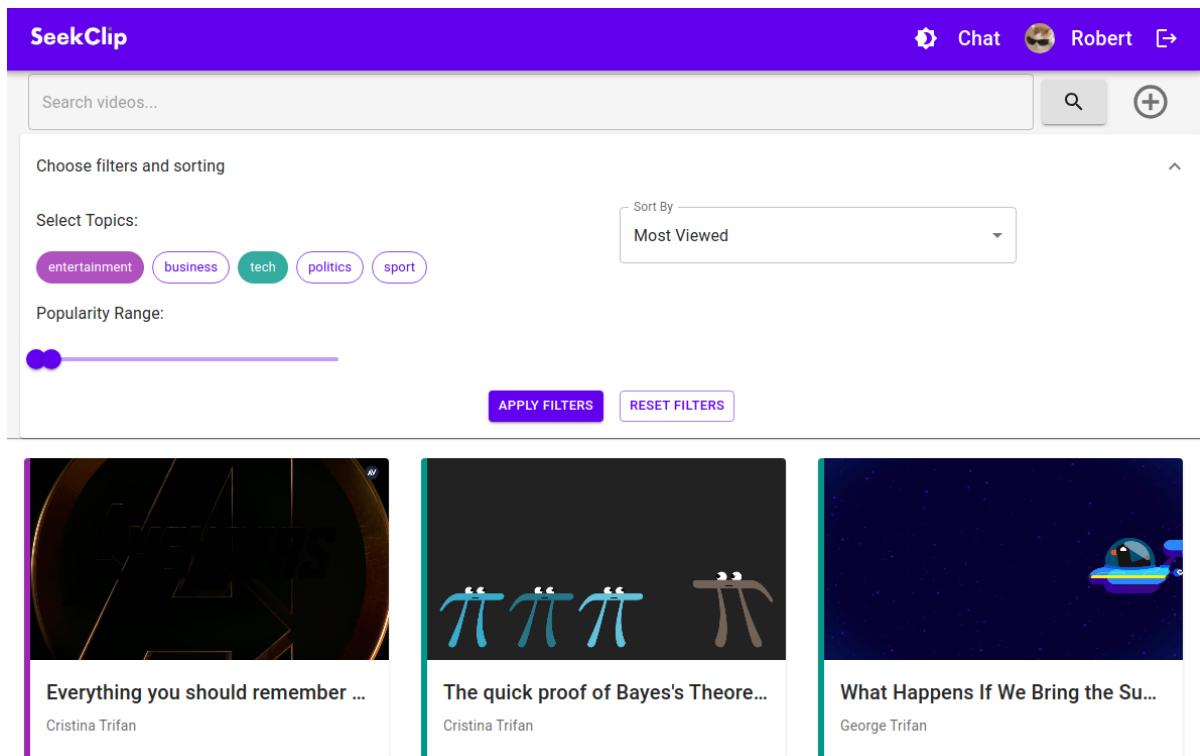 SeekClip
Chat
Robert
Search videos...
Choose filters and sorting
Select Topics:
Sort By
Most Viewed
entertainment
business
tech
politics
sport
Popularity Range:
APPLY FILTERS
RESET FILTERS
AV
AVENGERS
Everything you should remember ...
Cristina Trifan
The quick proof of Bayes's Theore...
Cristina Trifan
What Happens If We Bring the Su...
George Trifan